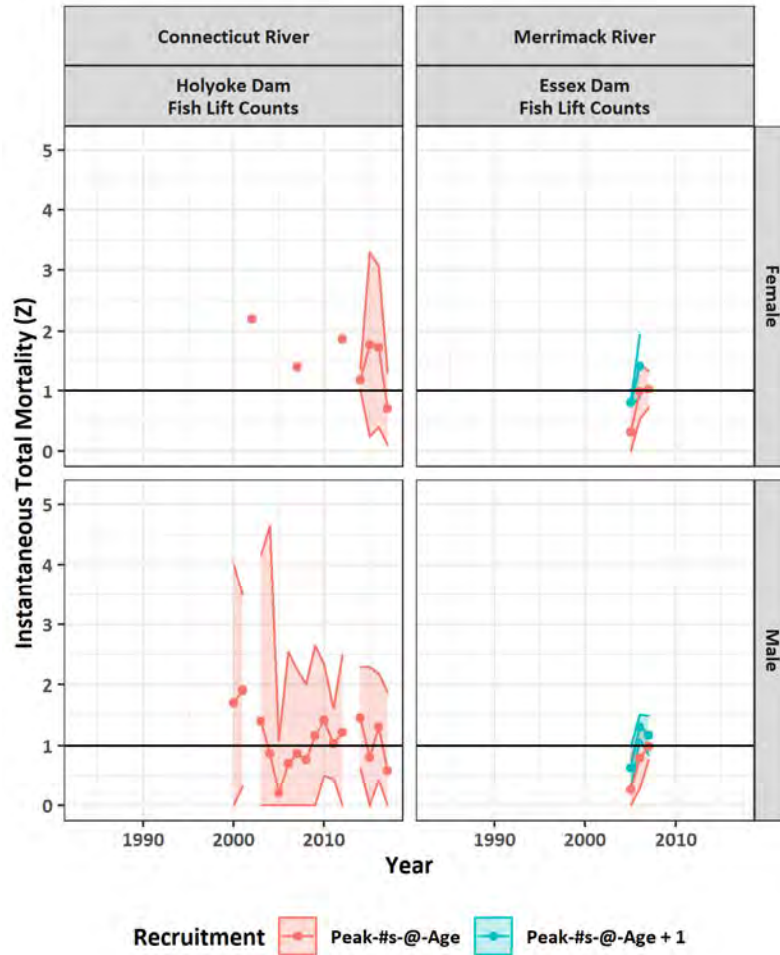 Connecticut River
Merrimack River
Holyoke Dam
Fish Lift Counts
Essex Dam
Fish Lift Counts
Instantaneous Total Mortality (Z)
5
4
3
2
1
0
Female
5
4
3
2
1
0
Male
1990
2000
2010
1990
2000
2010
Year
Recruitment
Peak-#s-@-Age
Peak-#s-@-Age + 1